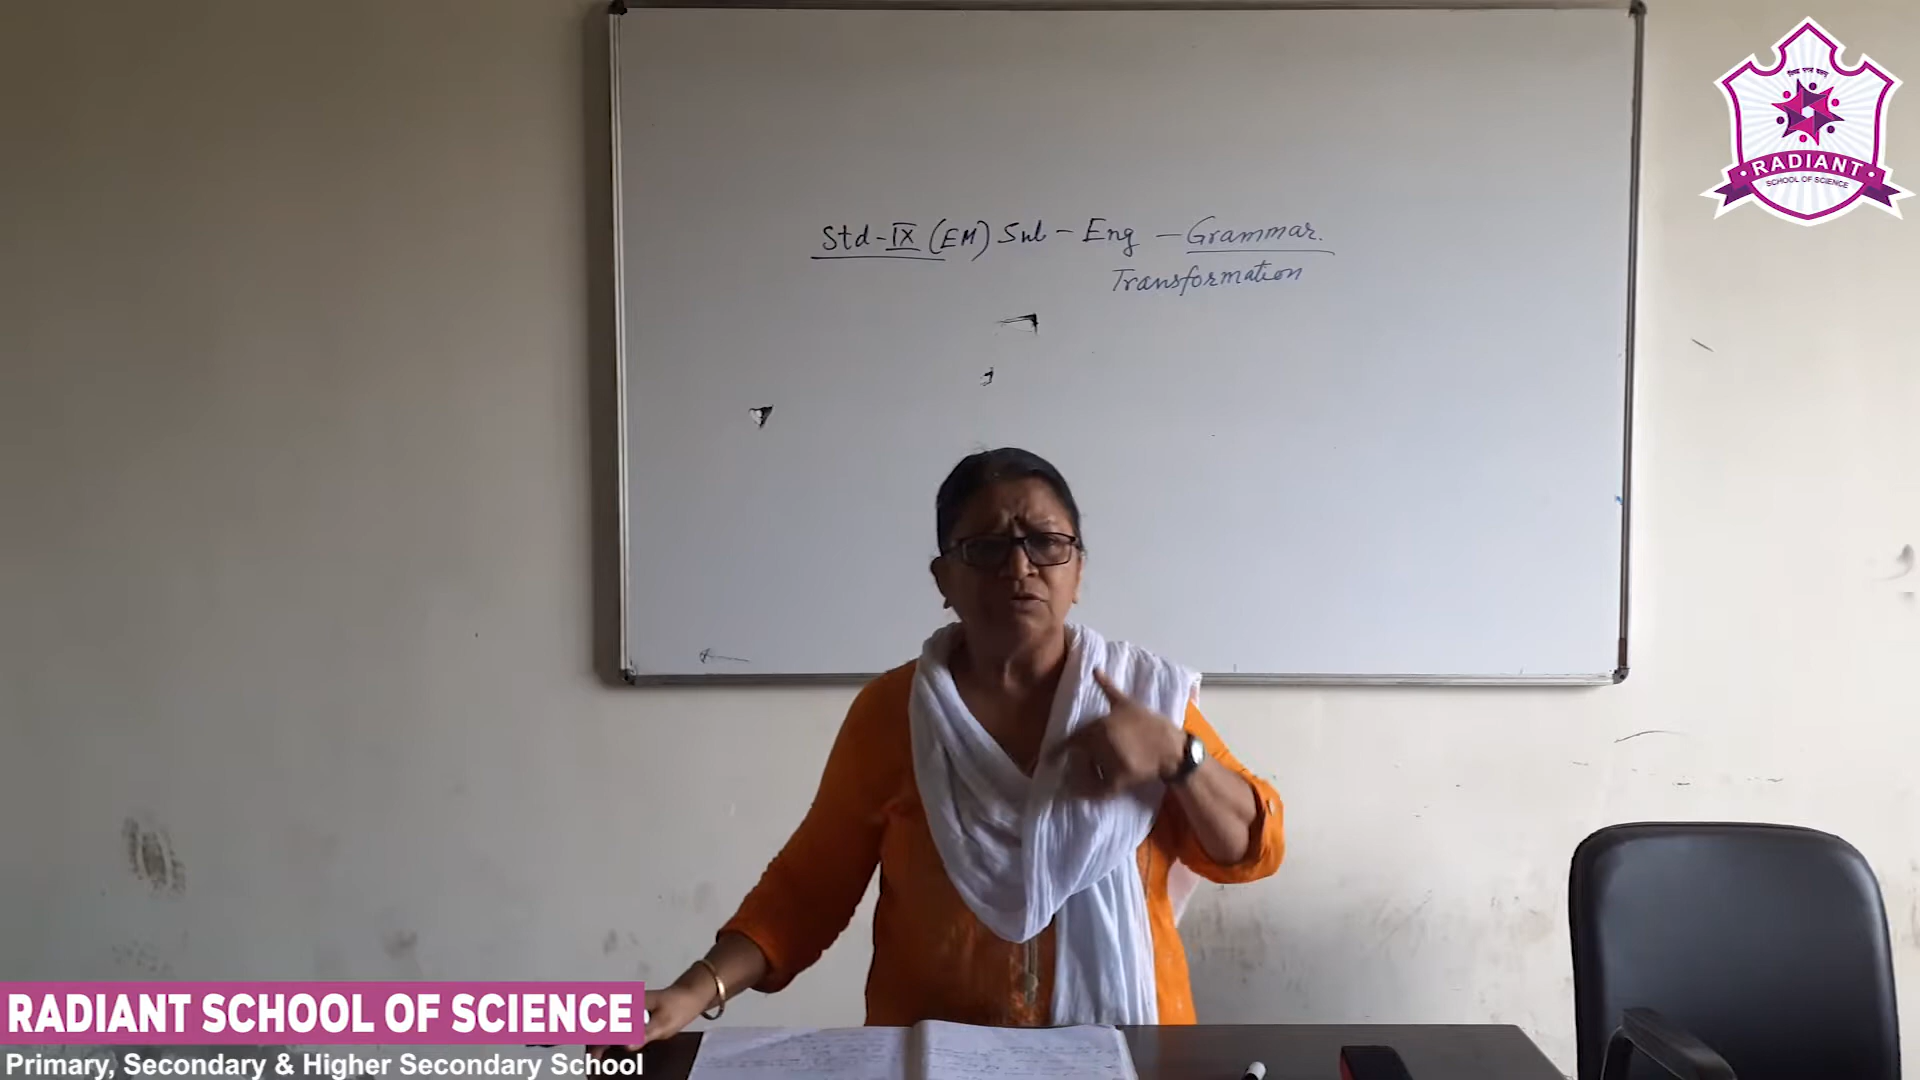 Std-IX (EM) Sub - Eng - Grammar.
Transformation
RADIANT
SCHOOL OF SCIENCE
RADIANT SCHOOL OF SCIENCE
Primary, Secondary & Higher Secondary School